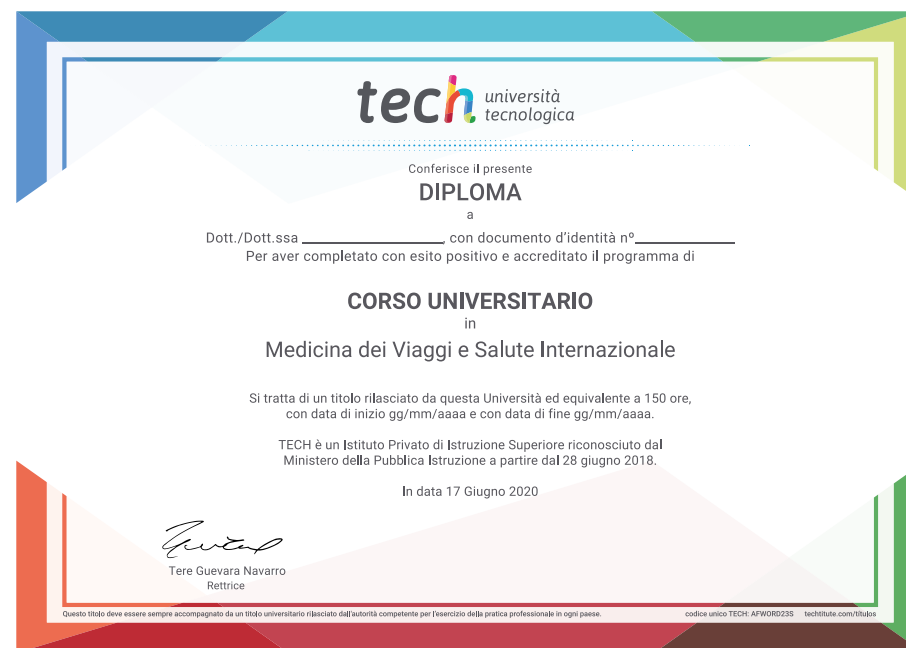 tech università
tecnologica
Conferisce il presente
DIPLOMA
a
Dott./Dott.ssa ________________, con documento d'identità nº____________
Per aver completato con esito positivo e accreditato il programma di
CORSO UNIVERSITARIO
in
Medicina dei Viaggi e Salute Internazionale
Si tratta di un titolo rilasciato da questa Università ed equivalente a 150 ore,
con data di inizio gg/mm/aaaa e con data di fine gg/mm/aaaa.
TECH è un Istituto Privato di Istruzione Superiore riconosciuto dal
Ministero della Pubblica Istruzione a partire dal 28 giugno 2018.
In data 17 Giugno 2020
Tere Guevara Navarro
Rettrice
Questo titolo deve essere sempre accompagnato da un titolo universitario rilasciato dall'autorità competente per l'esercizio della pratica professionale in ogni paese. codice unico TECH: AFWORD23S techtitute.com/títulos